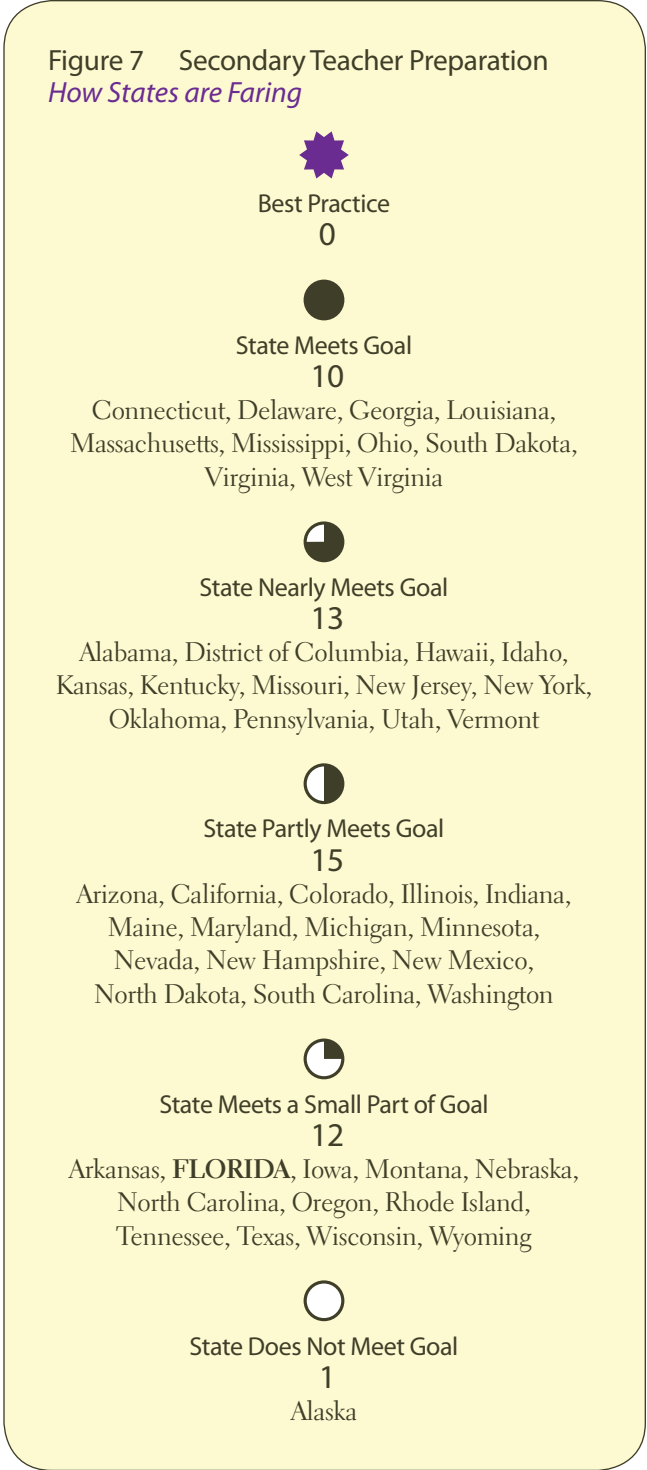 Figure 7 Secondary Teacher Preparation
How States are Faring
Best Practice
0
State Meets Goal
10
Connecticut, Delaware, Georgia, Louisiana,
Massachusetts, Mississippi, Ohio, South Dakota,
Virginia, West Virginia
State Nearly Meets Goal
13
Alabama, District of Columbia, Hawaii, Idaho,
Kansas, Kentucky, Missouri, New Jersey, New York,
Oklahoma, Pennsylvania, Utah, Vermont
State Partly Meets Goal
15
Arizona, California, Colorado, Illinois, Indiana,
Maine, Maryland, Michigan, Minnesota,
Nevada, New Hampshire, New Mexico,
North Dakota, South Carolina, Washington
State Meets a Small Part of Goal
12
Arkansas, FLORIDA, Iowa, Montana, Nebraska,
North Carolina, Oregon, Rhode Island,
Tennessee, Texas, Wisconsin, Wyoming
State Does Not Meet Goal
1
Alaska